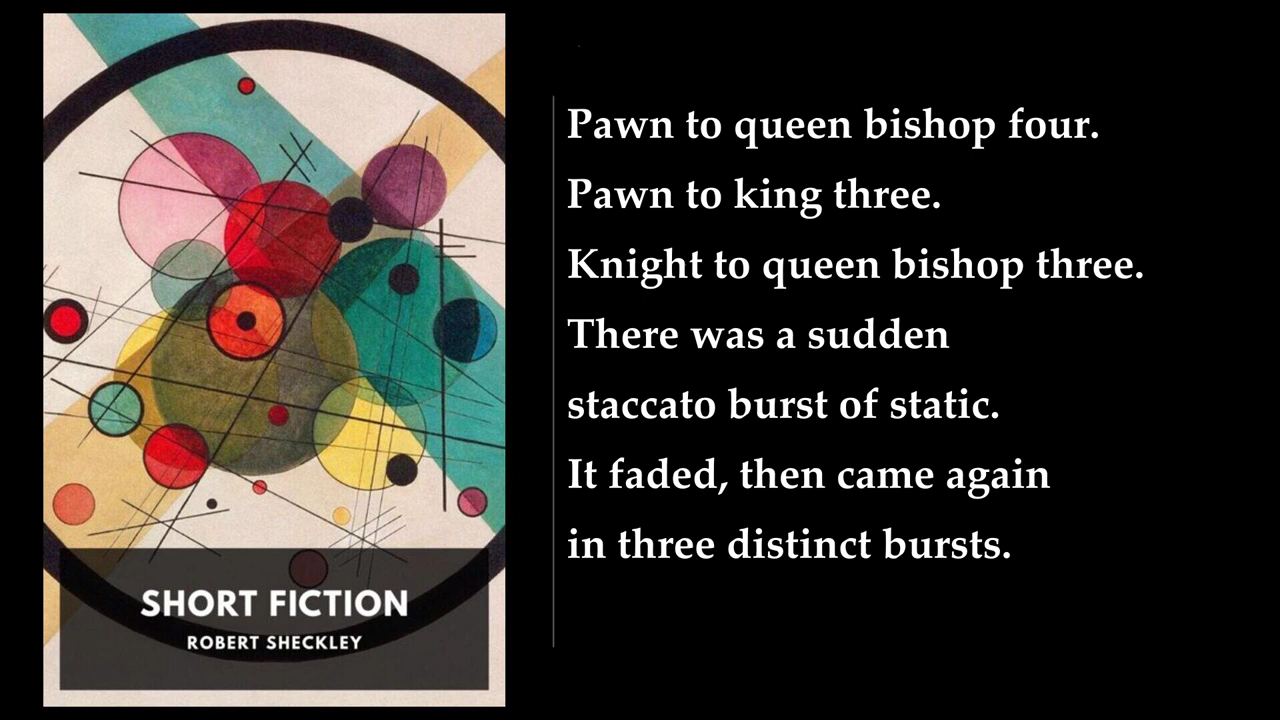 SHORT FICTION
ROBERT SHECKLEY
Pawn to queen bishop four.
Pawn to king three.
Knight to queen bishop three.
There was a sudden
staccato burst of static.
It faded, then came again
in three distinct bursts.